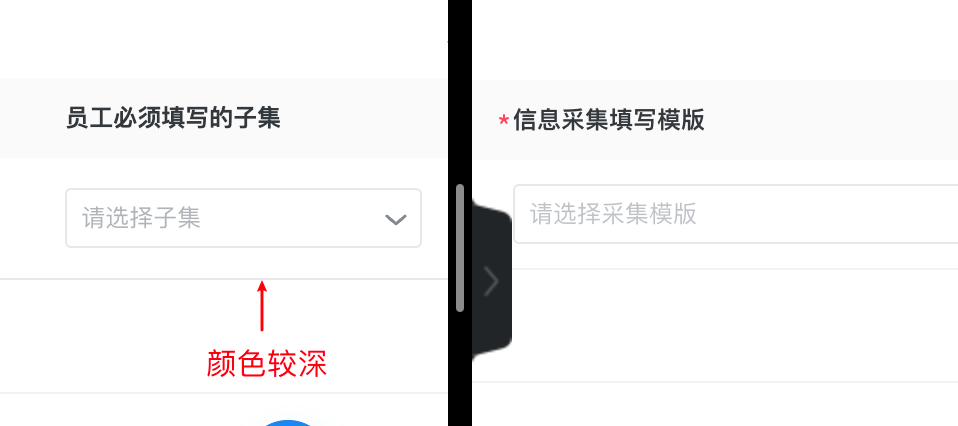 员工必须填写的子集
请选择子集
颜色较深
*信息采集填写模版
请选择采集模版